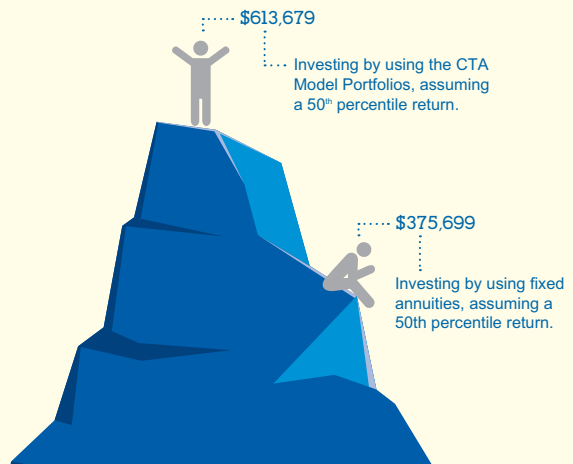 $613,679
Investing by using the CTA
Model Portfolios, assuming
a 50th percentile return.
$375,699
Investing by using fixed
annuities, assuming a
50th percentile return.